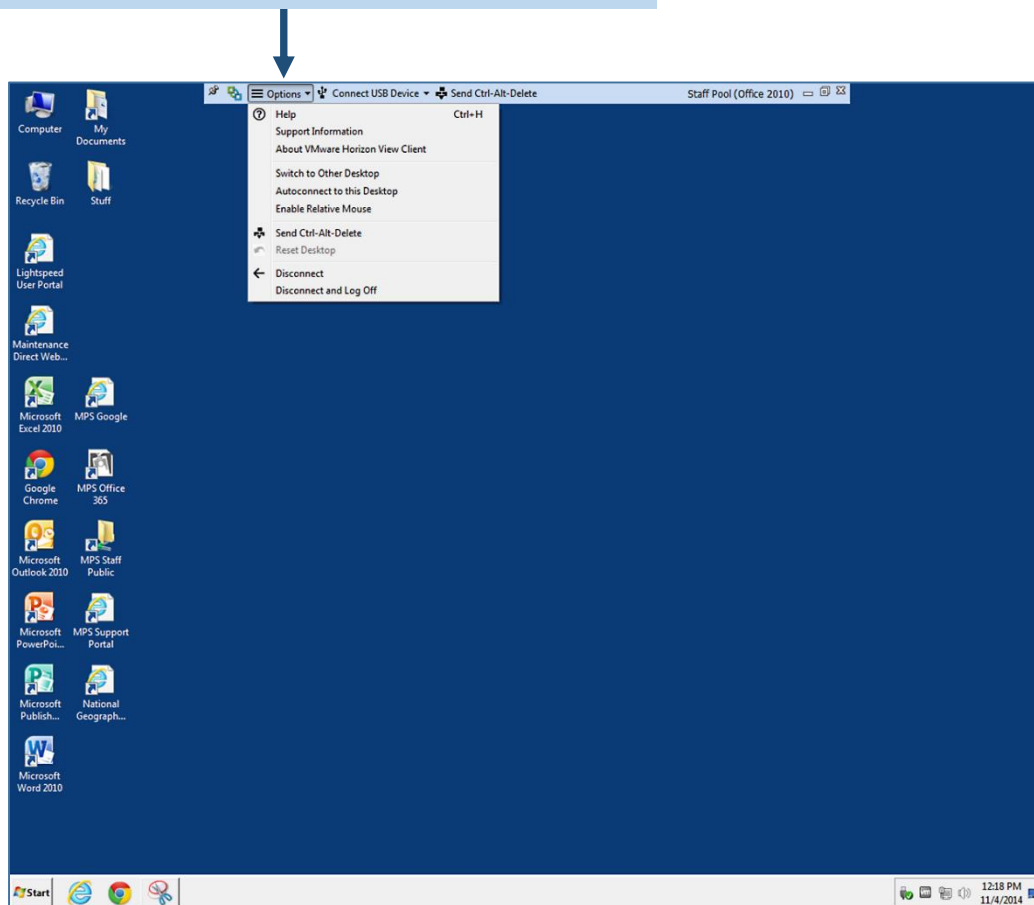 Options
Connect USB Device
Send Ctrl-Alt-Delete
Staff Pool (Office 2010)
Help Ctrl+H
Support Information
About VMware Horizon View Client
Switch to Other Desktop
Autoconnect to this Desktop
Enable Relative Mouse
Send Ctrl-Alt-Delete
Reset Desktop
Disconnect
Disconnect and Log Off
Computer
My
Documents
Recycle Bin
Stuff
Lightspeed
User Portal
Maintenance
Direct Web...
Microsoft
Excel 2010
MPS Google
Google
Chrome
MPS Office
365
Microsoft
Outlook 2010
MPS Staff
Public
Microsoft
PowerPoi...
MPS Support
Portal
Microsoft
Publish...
National
Geograph...
Microsoft
Word 2010
Start
12:18 PM
11/4/2014